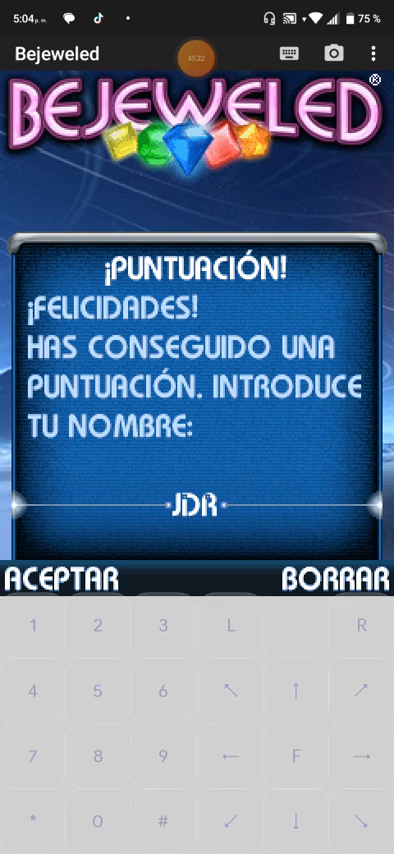 5:04 p. m.
75 %
Bejeweled
45:22
BEJEWELED
¡PUNTUACIÓN!
¡FELICIDADES!
HAS CONSEGUIDO UNA
PUNTUACIÓN. INTRODUCE
TU NOMBRE:
JDR
ACEPTAR BORRAR
1 2 3 L R
4 5 6 ↖ ↑ ↗
7 8 9 ← F →
* 0 # ↙ ↓ ↘